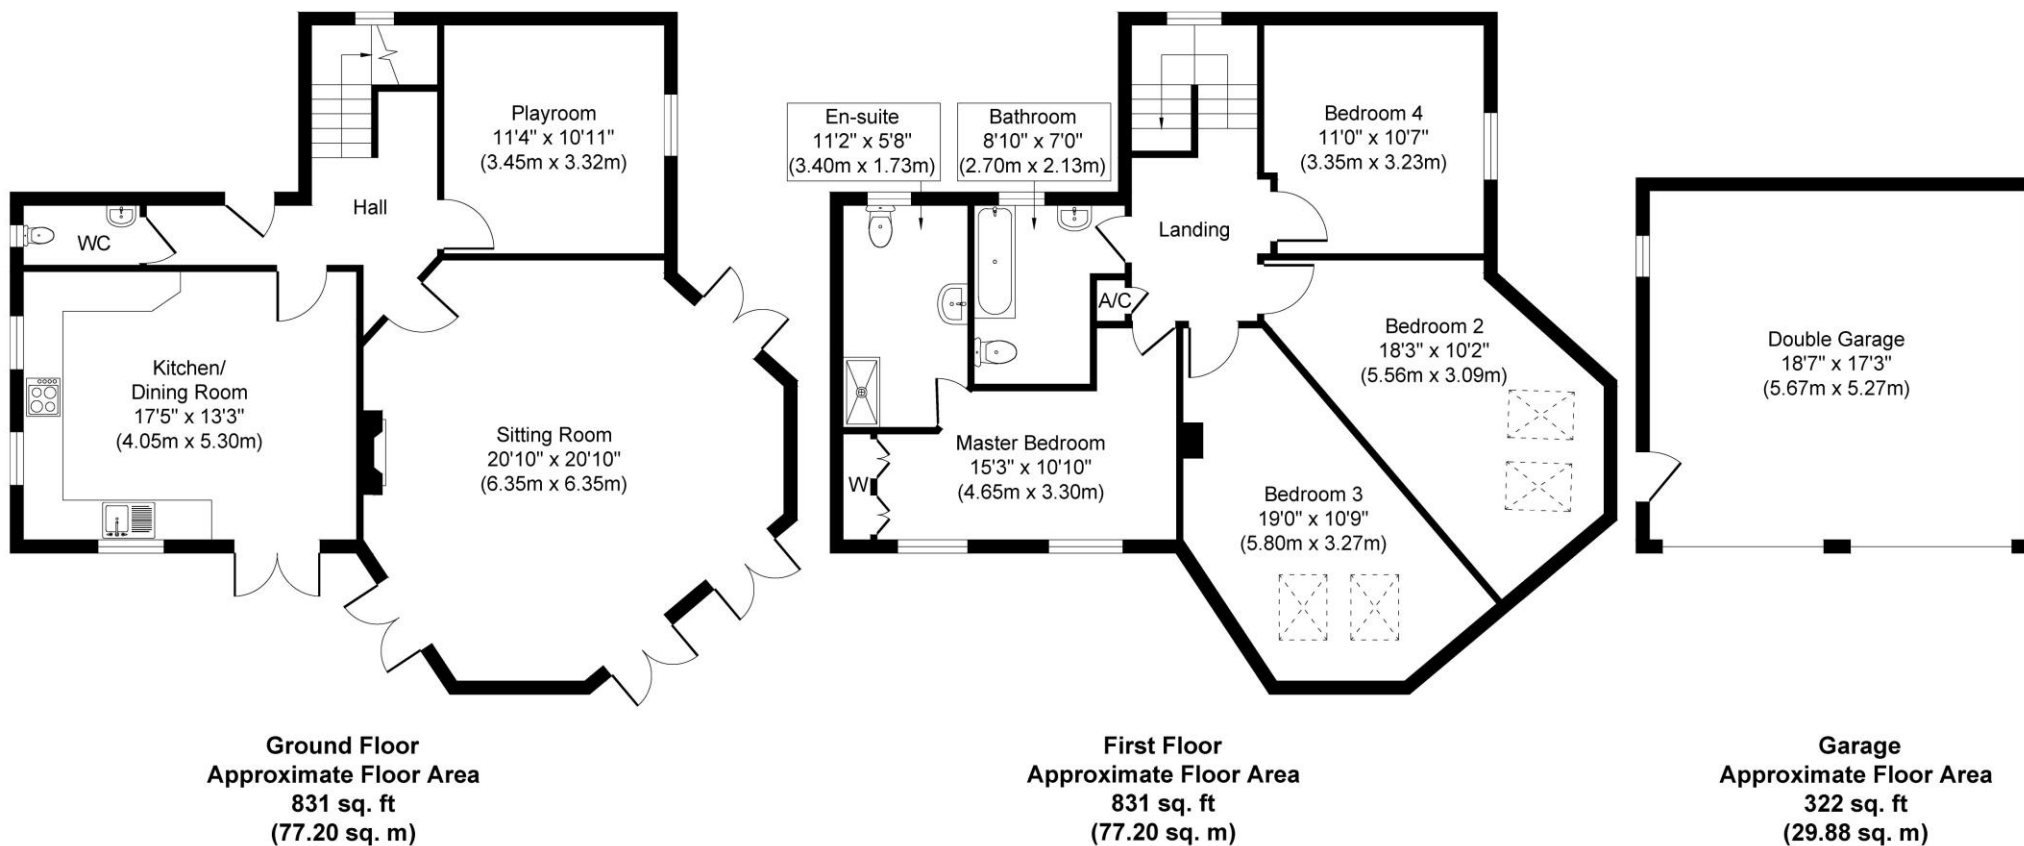 Playroom
11'4" x 10'11"
(3.45m x 3.32m)
Hall
WC
Kitchen/
Dining Room
17'5" x 13'3"
(4.05m x 5.30m)
Sitting Room
20'10" x 20'10"
(6.35m x 6.35m)
Ground Floor
Approximate Floor Area
831 sq. ft
(77.20 sq. m)
En-suite
11'2" x 5'8"
(3.40m x 1.73m)
Bathroom
8'10" x 7'0"
(2.70m x 2.13m)
Bedroom 4
11'0" x 10'7"
(3.35m x 3.23m)
Landing
A/C
Bedroom 2
18'3" x 10'2"
(5.56m x 3.09m)
Master Bedroom
15'3" x 10'10"
(4.65m x 3.30m)
W
Bedroom 3
19'0" x 10'9"
(5.80m x 3.27m)
First Floor
Approximate Floor Area
831 sq. ft
(77.20 sq. m)
Double Garage
18'7" x 17'3"
(5.67m x 5.27m)
Garage
Approximate Floor Area
322 sq. ft
(29.88 sq. m)